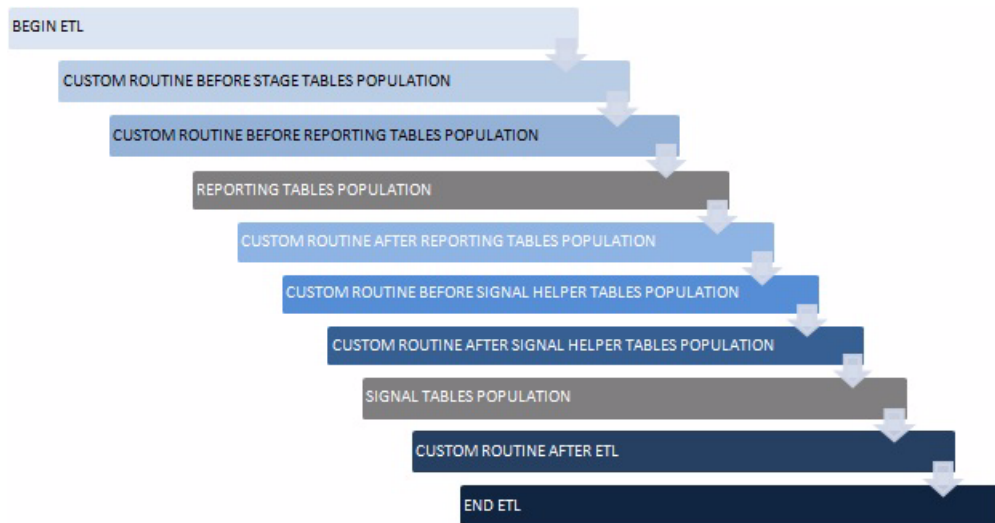 BEGIN ETL
CUSTOM ROUTINE BEFORE STAGE TABLES POPULATION
CUSTOM ROUTINE BEFORE REPORTING TABLES POPULATION
REPORTING TABLES POPULATION
CUSTOM ROUTINE AFTER REPORTING TABLES POPULATION
CUSTOM ROUTINE BEFORE SIGNAL HELPER TABLES POPULATION
CUSTOM ROUTINE AFTER SIGNAL HELPER TABLES POPULATION
SIGNAL TABLES POPULATION
CUSTOM ROUTINE AFTER ETL
END ETL